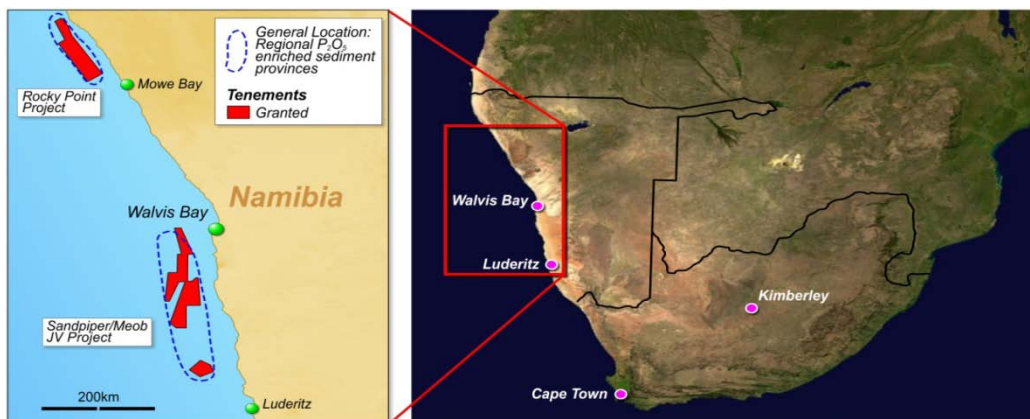 General Location:
Regional P₂O₅
enriched sediment
provinces
Tenements
Granted
Mowe Bay
Rocky Point
Project
Namibia
Walvis Bay
Sandpiper/Meob
JV Project
200km
Luderitz
Walvis Bay
Luderitz
Kimberley
Cape Town